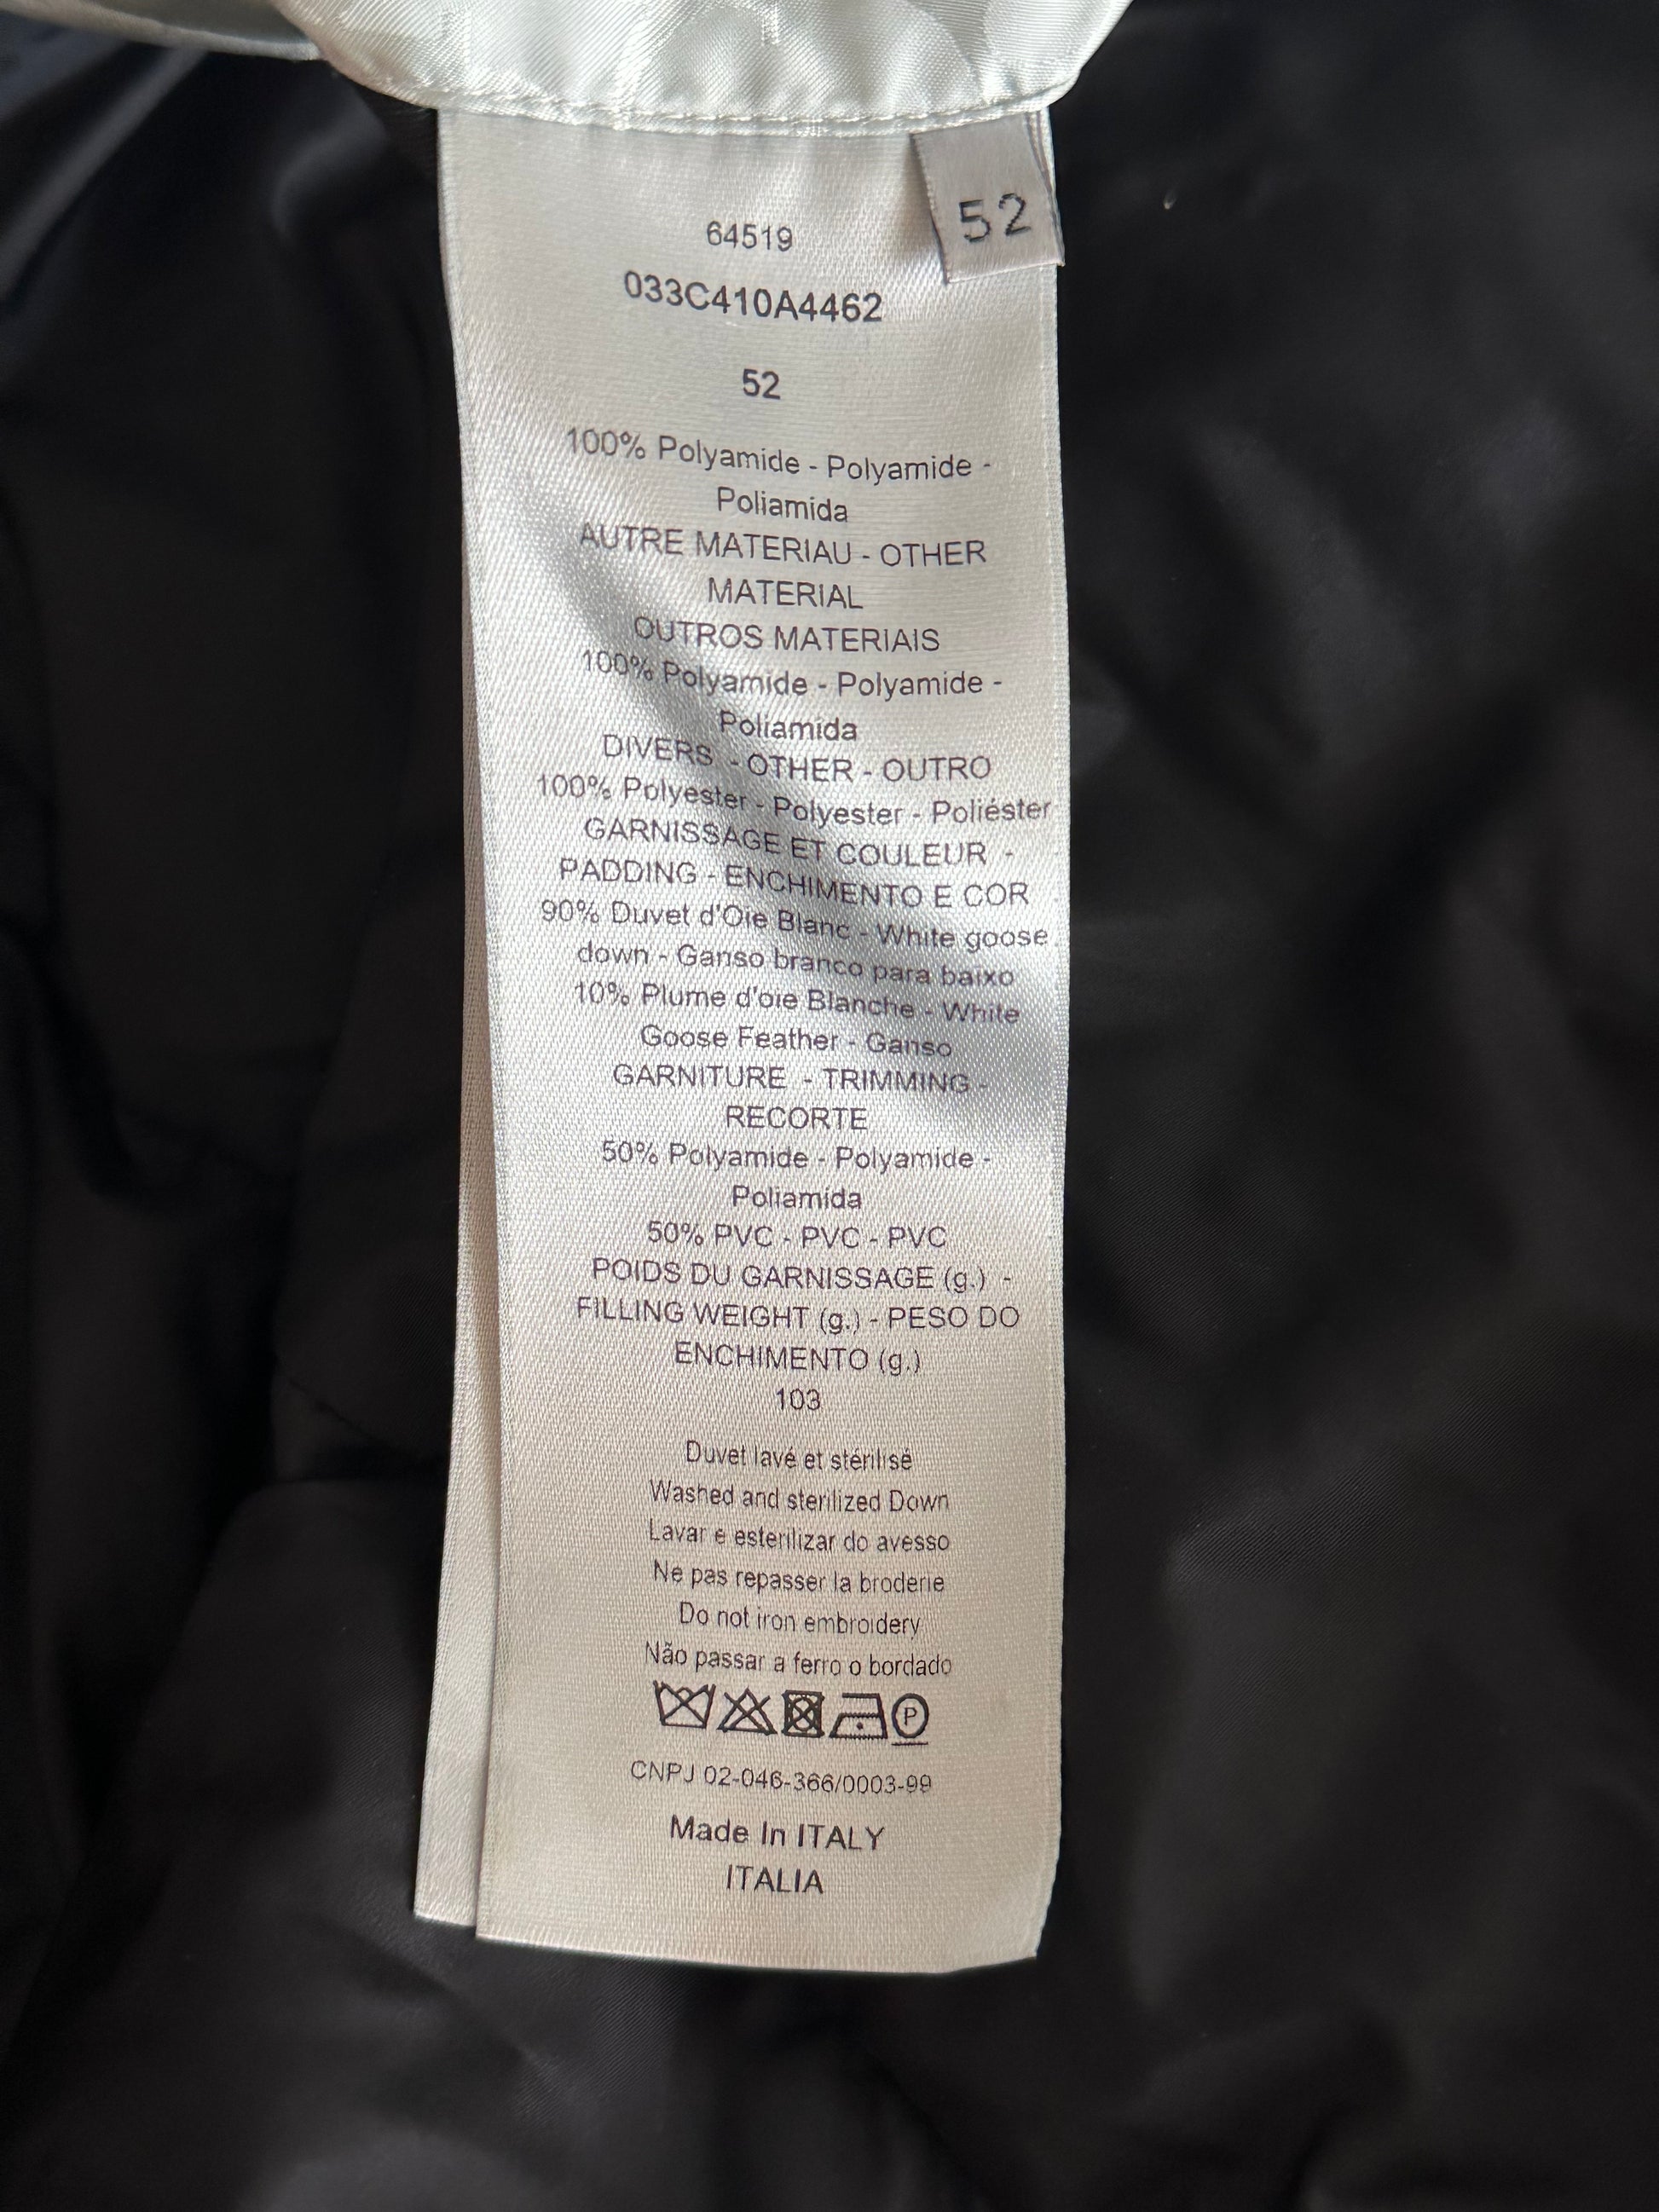 52
64519
033C410A4462
52
100% Polyamide - Polyamide -
Poliamida
AUTRE MATERIAU - OTHER
MATERIAL
OUTROS MATERIAIS
100% Polyamide - Polyamide -
Poliamida
DIVERS - OTHER - OUTRO
100% Polyester - Polyester - Poliéster
GARNISSAGE ET COULEUR -
PADDING - ENCHIMENTO E COR
90% Duvet d'Oie Blanc - White goose
down - Ganso branco para baixo
10% Plume d'oie Blanche - White
Goose Feather - Ganso
GARNITURE - TRIMMING -
RECORTE
50% Polyamide - Polyamide -
Poliamida
50% PVC - PVC - PVC
POIDS DU GARNISSAGE (g.) -
FILLING WEIGHT (g.) - PESO DO
ENCHIMENTO (g.)
103
Duvet lavé et stérilisé
Washed and sterilized Down
Lavar e esterilizar do avesso
Ne pas repasser la broderie
Do not iron embroidery
Não passar a ferro o bordado
P
CNPJ 02-046-366/0003-99
Made In ITALY
ITALIA